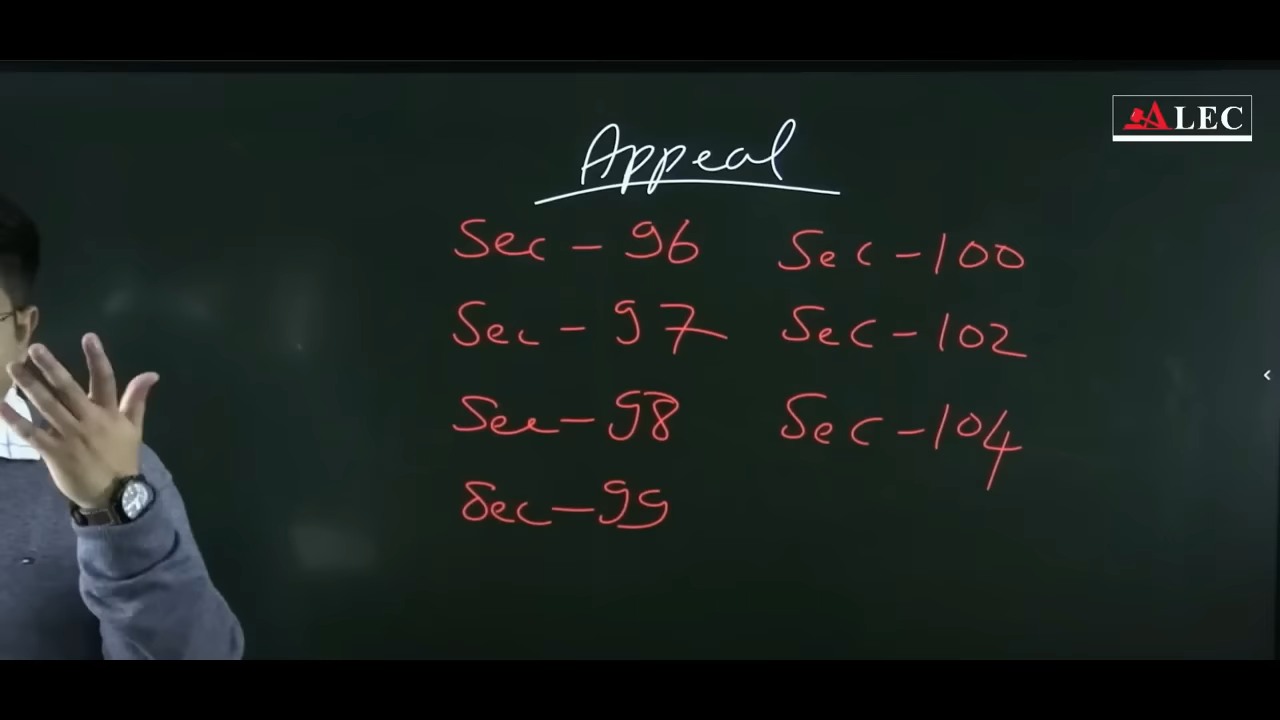 ALEC
Appeal
Sec - 96
Sec - 97
Sec - 98
Sec - 99
Sec - 100
Sec - 102
Sec - 104